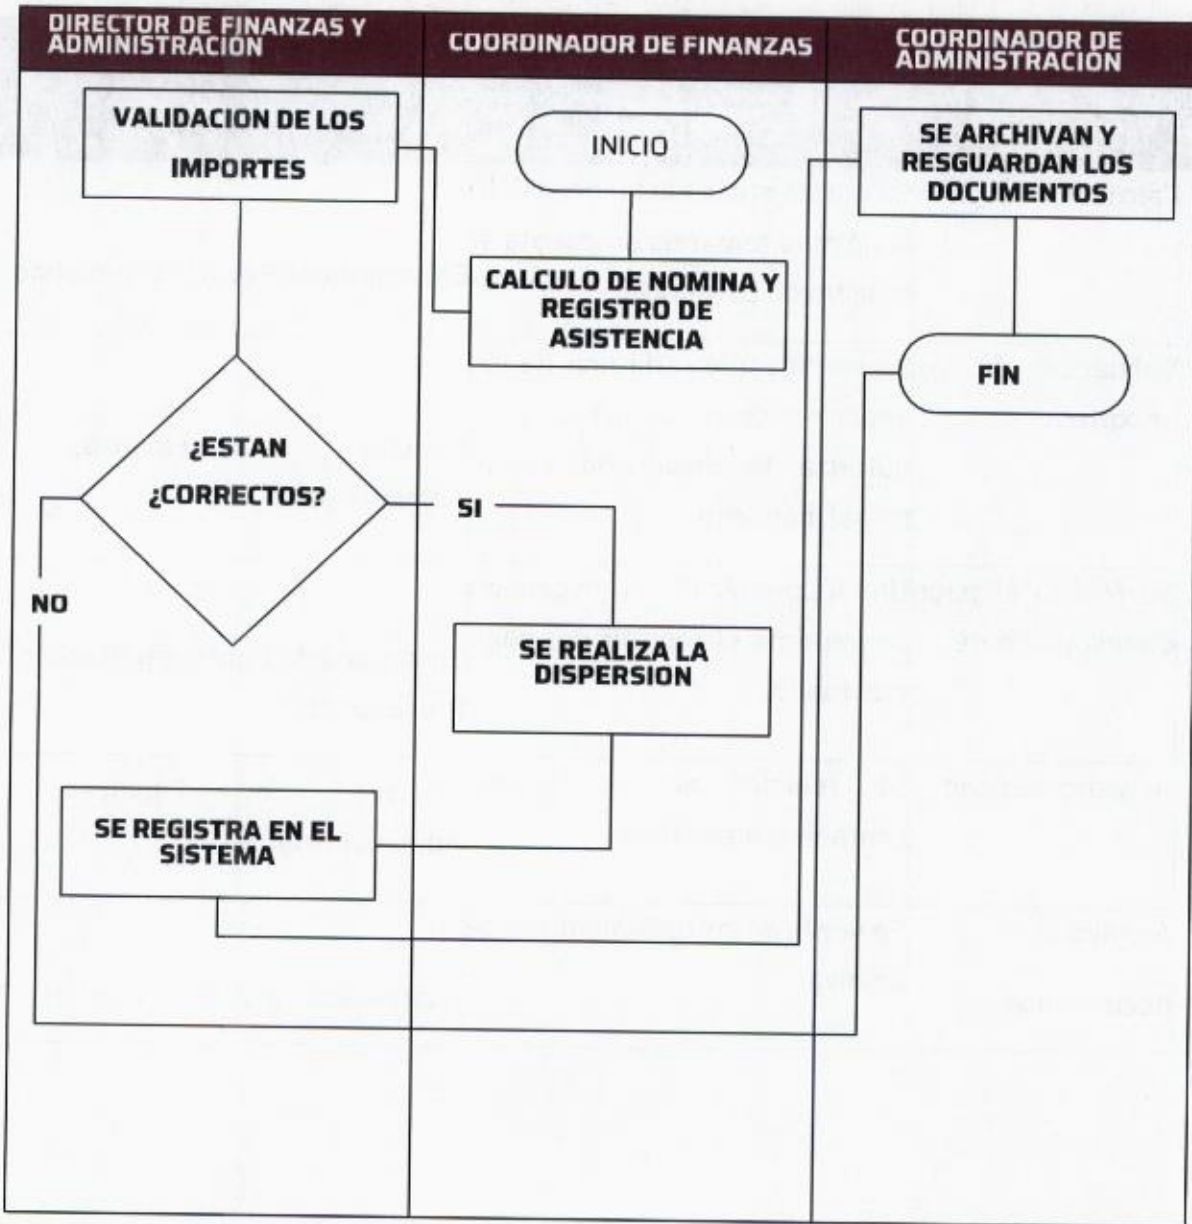 DIRECTOR DE FINANZAS Y
ADMINISTRACIÓN
COORDINADOR DE FINANZAS
COORDINADOR DE
ADMINISTRACIÓN
VALIDACION DE LOS
IMPORTES
INICIO
SE ARCHIVAN Y
RESGUARDAN LOS
DOCUMENTOS
CALCULO DE NOMINA Y
REGISTRO DE
ASISTENCIA
FIN
¿ESTAN
¿CORRECTOS?
SI
NO
SE REALIZA LA
DISPERSION
SE REGISTRA EN EL
SISTEMA